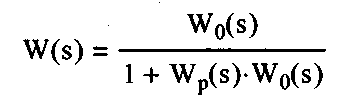 W(s) = W₀(s) / (1 + Wₚ(s)·W₀(s))